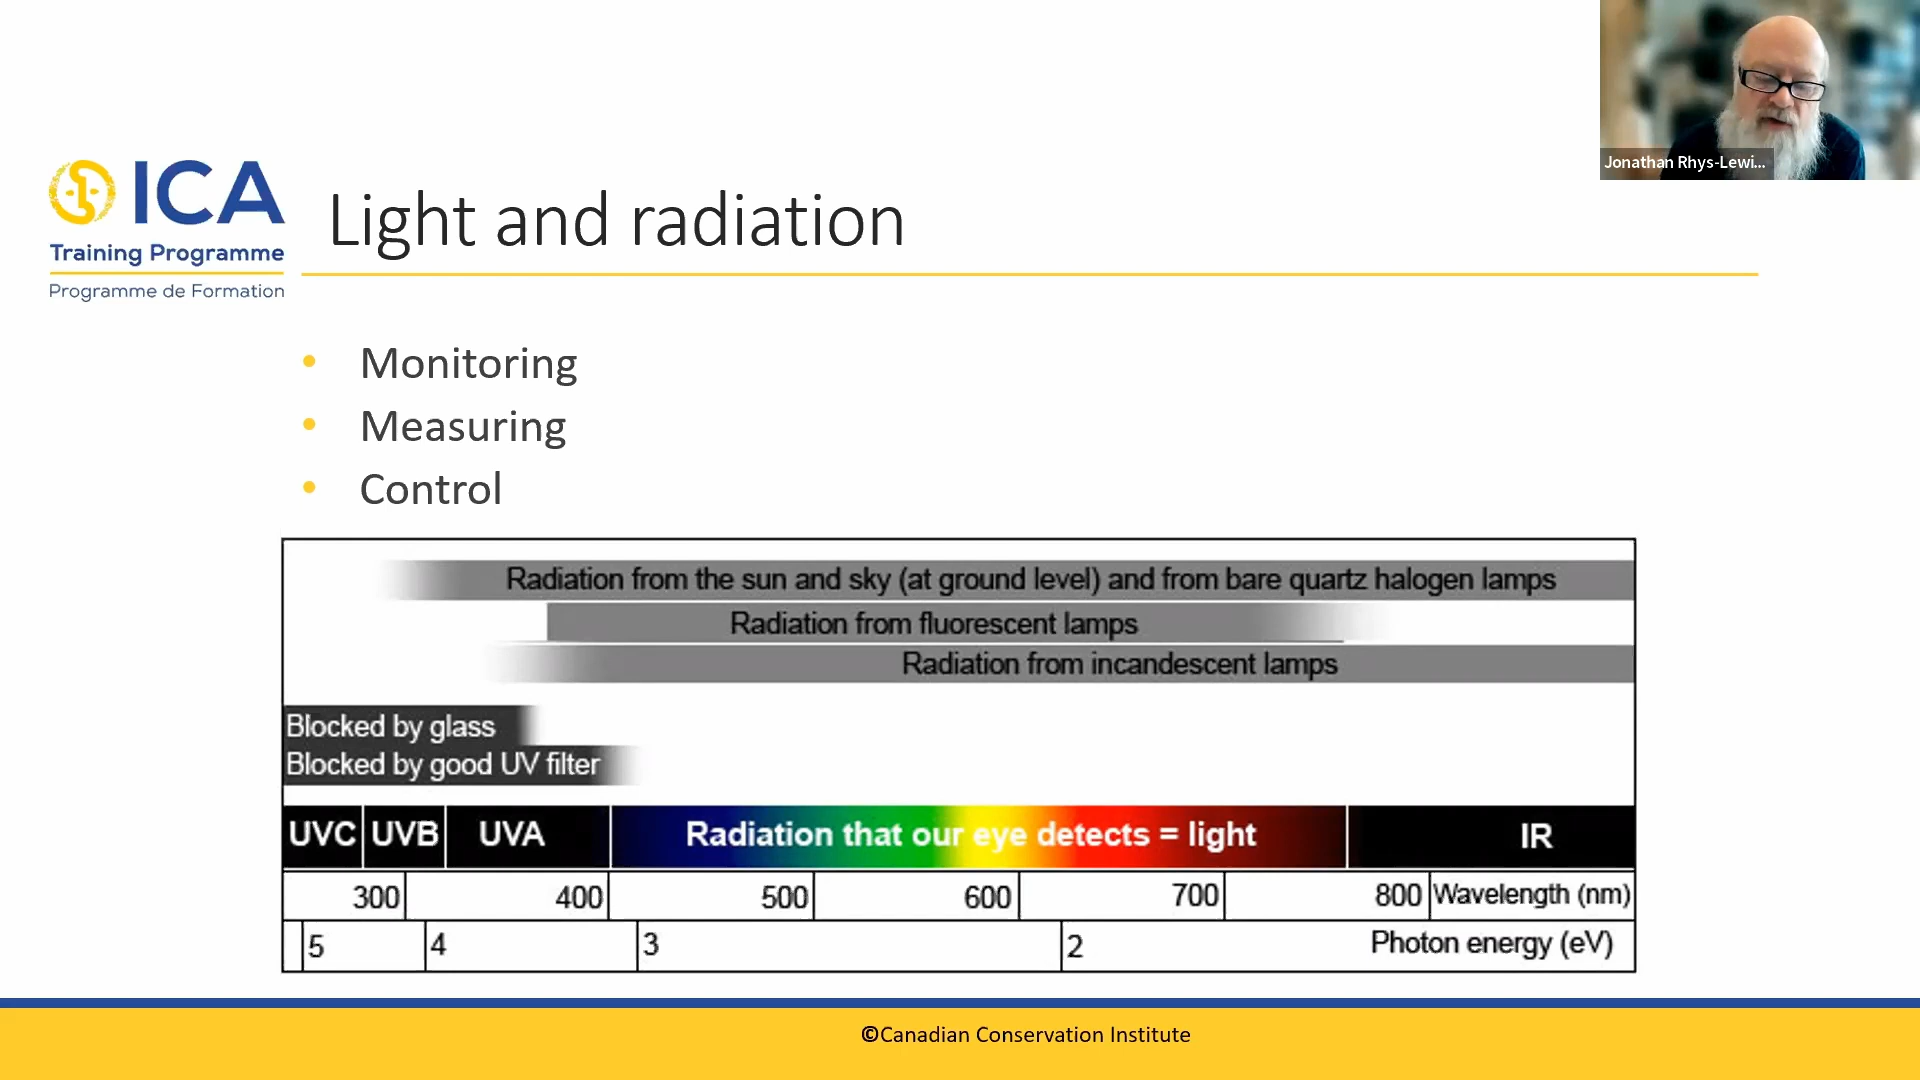 Jonathan Rhys-Lewi...
ICA
Training Programme
Programme de Formation
Light and radiation
• Monitoring
• Measuring
• Control
Radiation from the sun and sky (at ground level) and from bare quartz halogen lamps
Radiation from fluorescent lamps
Radiation from incandescent lamps
Blocked by glass
Blocked by good UV filter
UVC UVB UVA Radiation that our eye detects = light IR
300 400 500 600 700 800 Wavelength (nm)
5 4 3 2 Photon energy (eV)
©Canadian Conservation Institute